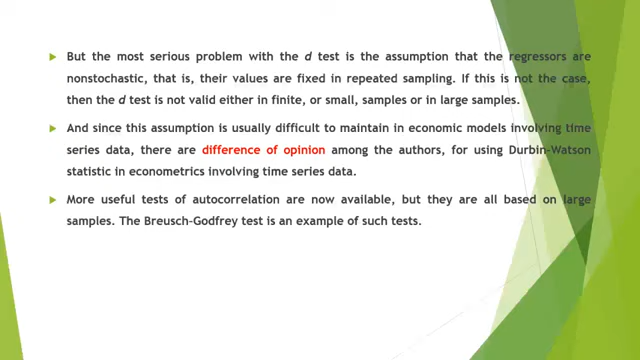 But the most serious problem with the d test is the assumption that the regressors are
nonstochastic, that is, their values are fixed in repeated sampling. If this is not the case,
then the d test is not valid either in finite, or small, samples or in large samples.
And since this assumption is usually difficult to maintain in economic models involving time
series data, there are difference of opinion among the authors, for using Durbin–Watson
statistic in econometrics involving time series data.
More useful tests of autocorrelation are now available, but they are all based on large
samples. The Breusch–Godfrey test is an example of such tests.